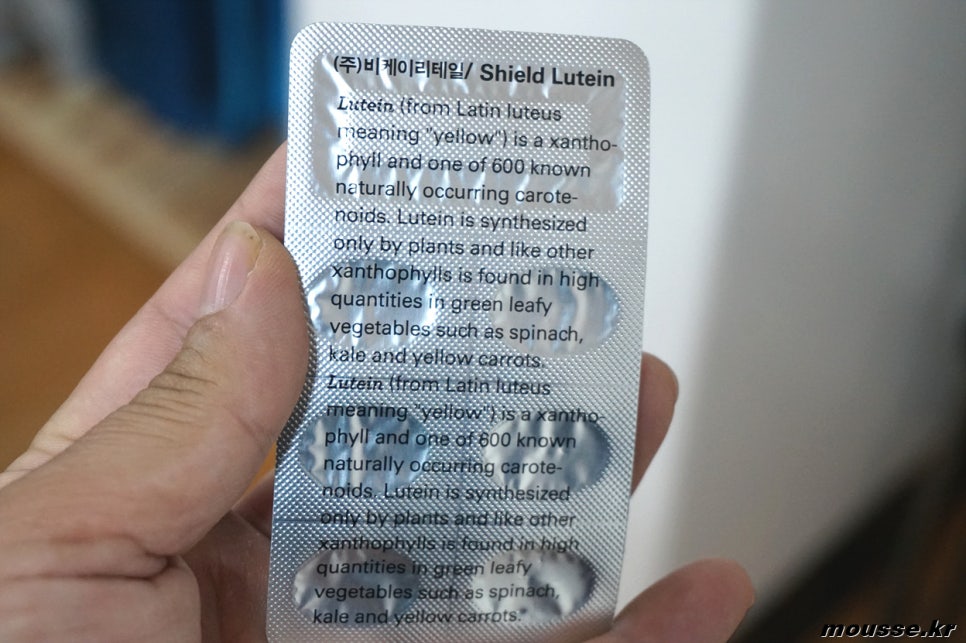 (주)비케이리테일/ Shield Lutein
Lutein (from Latin luteus
meaning "yellow") is a xantho-
phyll and one of 600 known
naturally occurring carote-
noids. Lutein is synthesized
only by plants and like other
xanthophylls is found in high
quantities in green leafy
vegetables such as spinach,
kale and yellow carrots.
Lutein (from Latin luteus
meaning "yellow") is a xantho-
phyll and one of 600 known
naturally occurring carote-
noids. Lutein is synthesized
only by plants and like other
xanthophylls is found in high
quantities in green leafy
vegetables such as spinach,
kale and yellow carrots."
mousse.kr